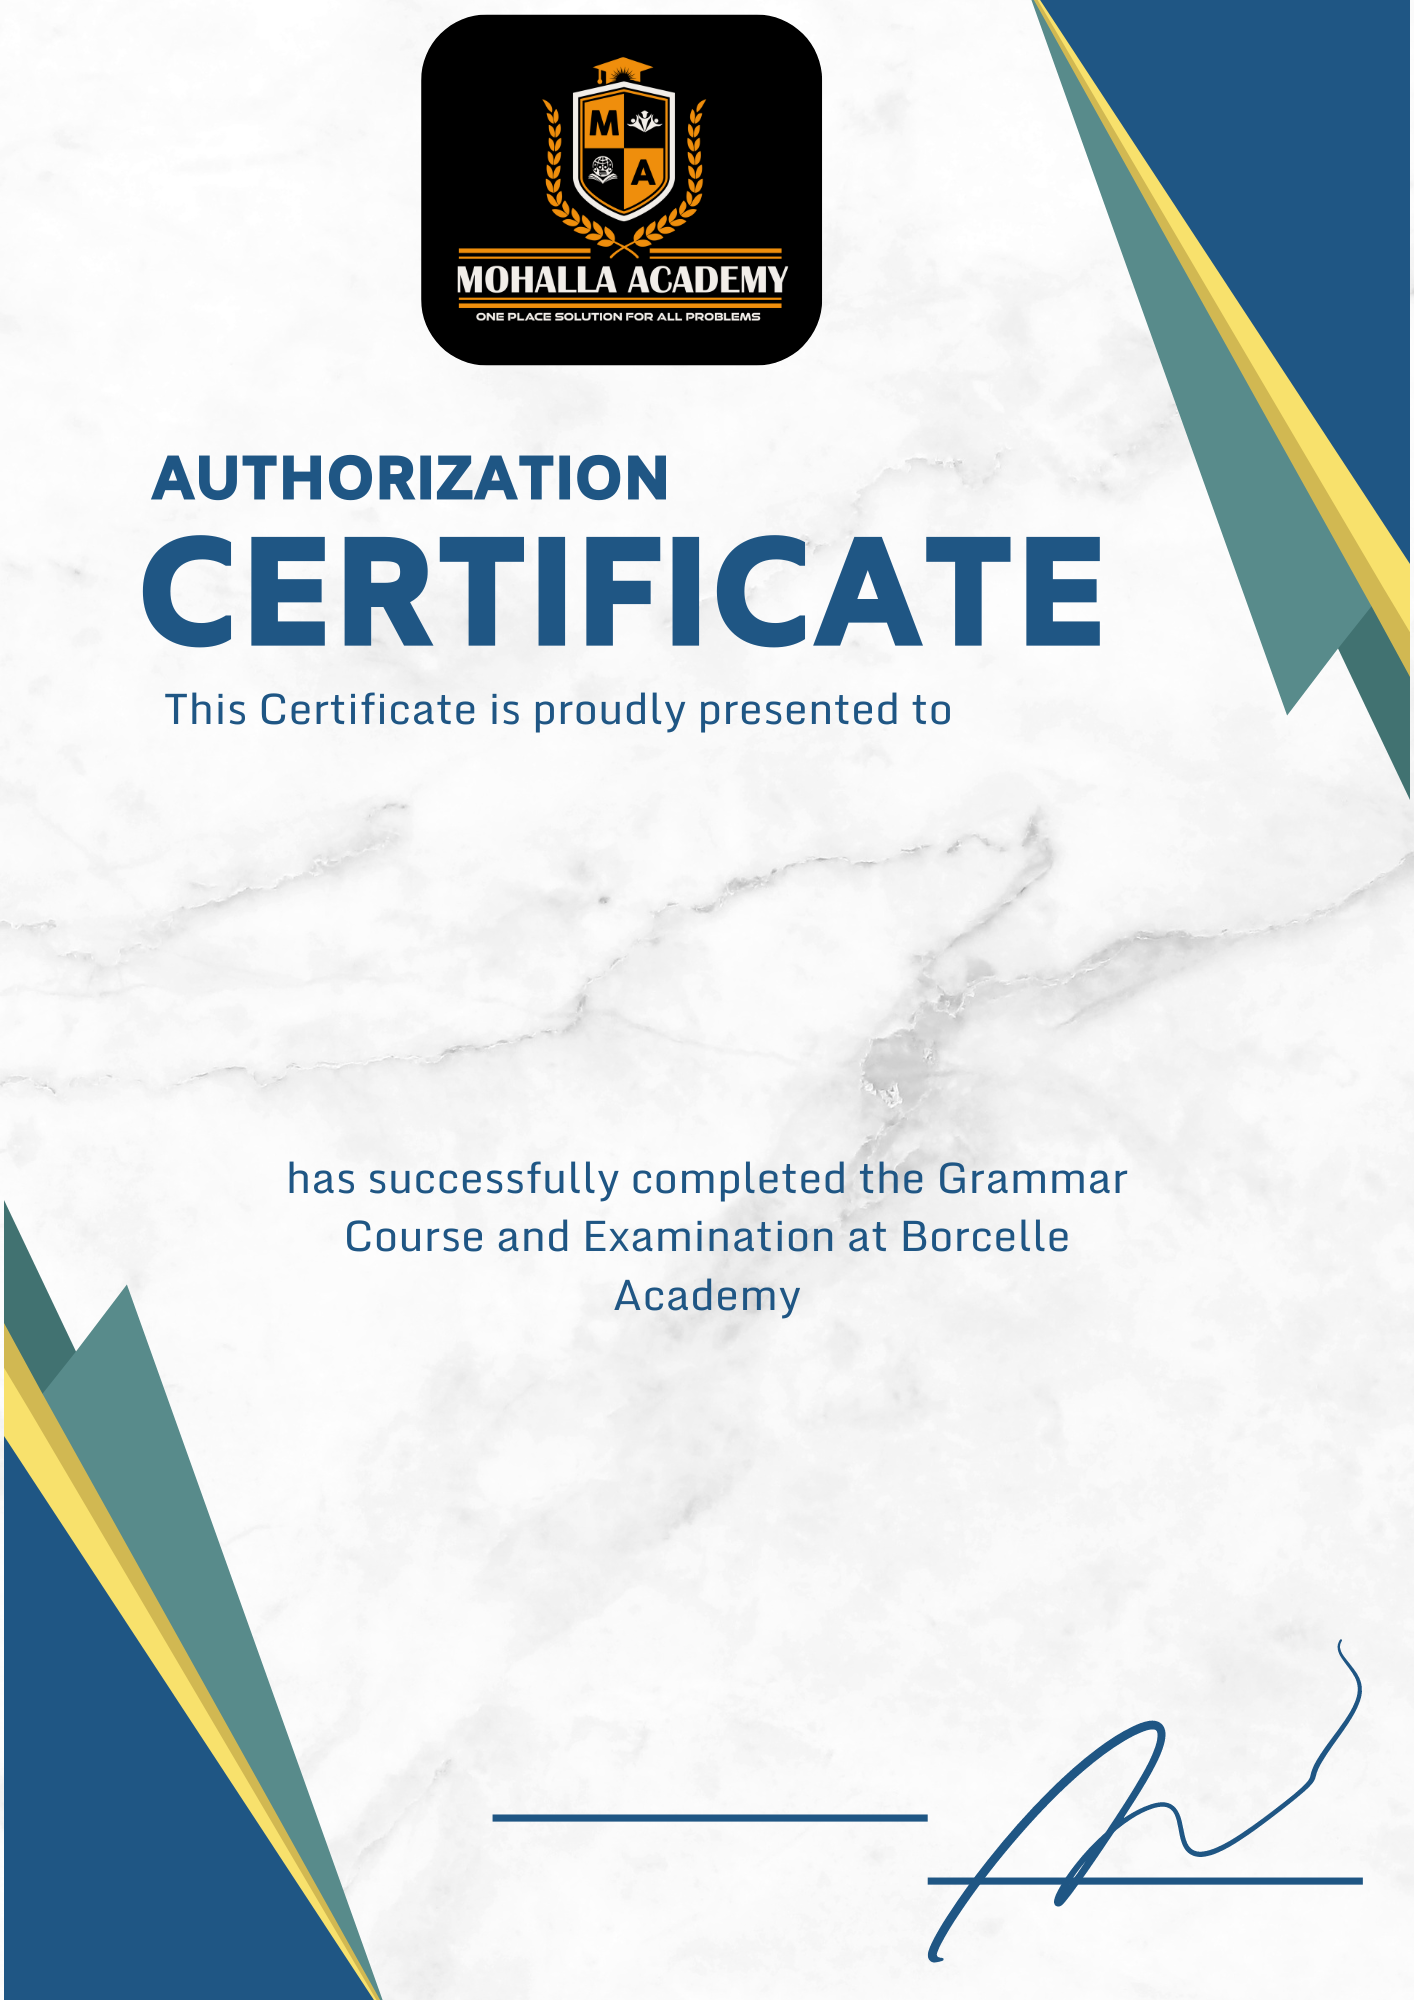 M
A
MOHALLA ACADEMY
ONE PLACE SOLUTION FOR ALL PROBLEMS
AUTHORIZATION
CERTIFICATE
This Certificate is proudly presented to
has successfully completed the Grammar
Course and Examination at Borcelle
Academy